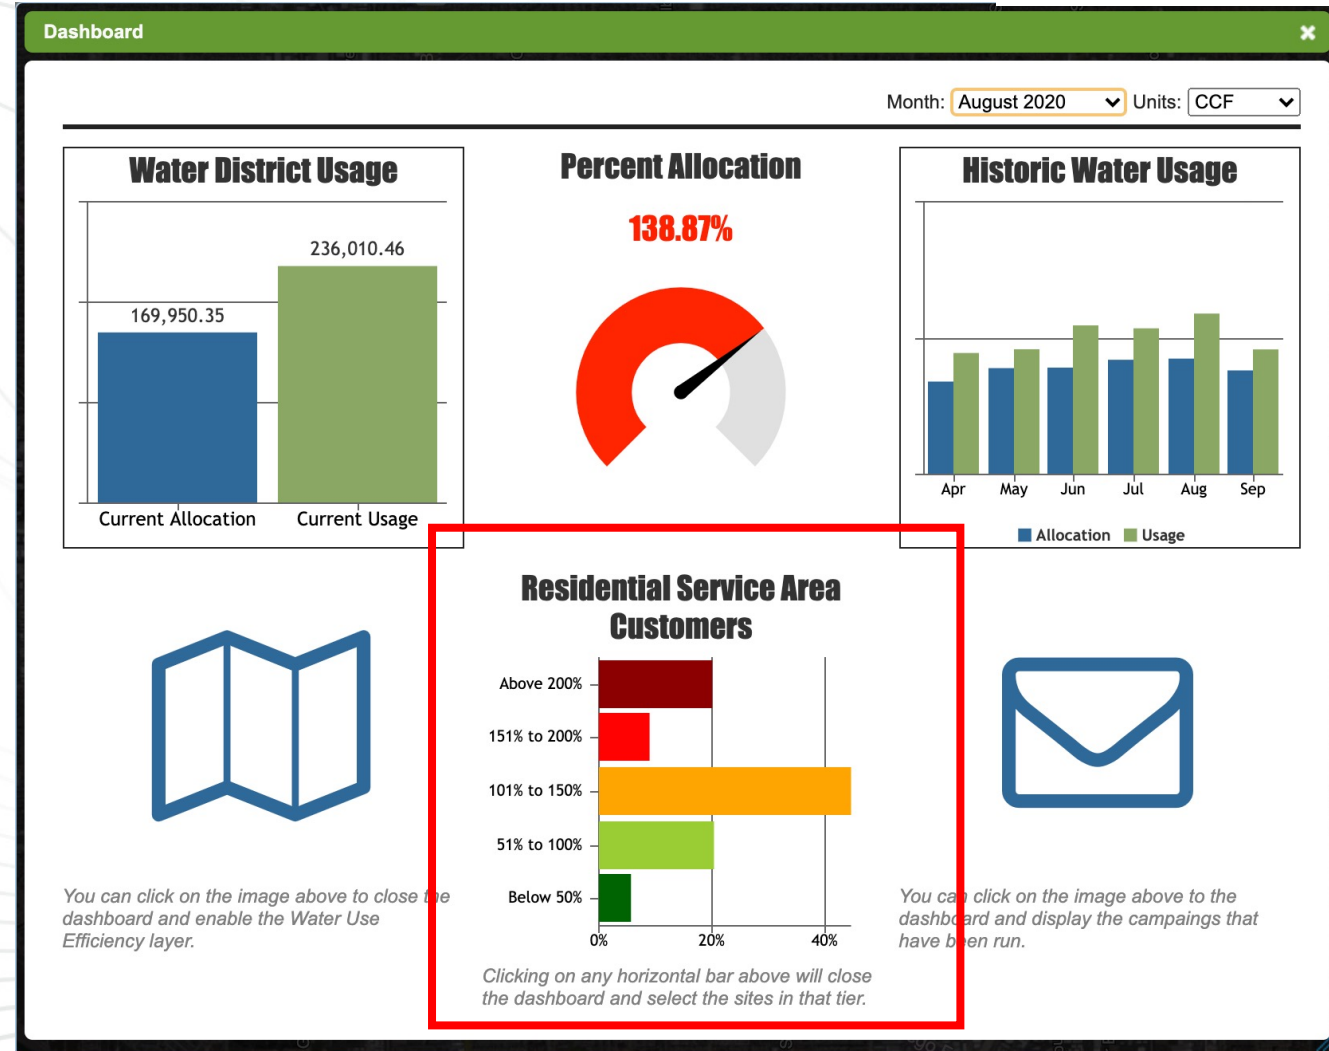 Dashboard
Month: August 2020 Units: CCF
Water District Usage
236,010.46
169,950.35
Current Allocation Current Usage
Percent Allocation
138.87%
Historic Water Usage
Apr May Jun Jul Aug Sep
Allocation Usage
You can click on the image above to close the
dashboard and enable the Water Use
Efficiency layer.
Residential Service Area
Customers
Above 200%
151% to 200%
101% to 150%
51% to 100%
Below 50%
0% 20% 40%
Clicking on any horizontal bar above will close
the dashboard and select the sites in that tier.
You can click on the image above to the
dashboard and display the campaings that
have been run.